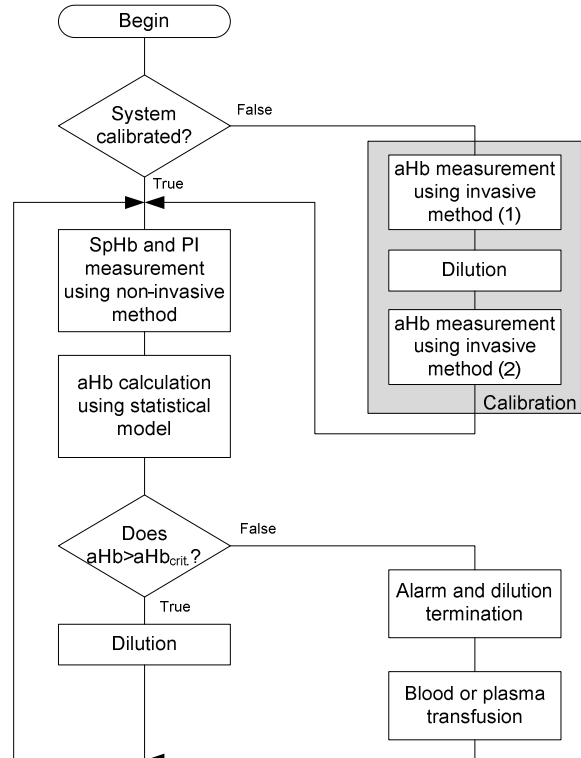 Begin
System
calibrated?
False
True
aHb measurement
using invasive
method (1)
Dilution
aHb measurement
using invasive
method (2)
Calibration
SpHb and PI
measurement
using non-invasive
method
aHb calculation
using statistical
model
Does
aHb>aHbcrit.?
False
True
Dilution
Alarm and dilution
termination
Blood or plasma
transfusion